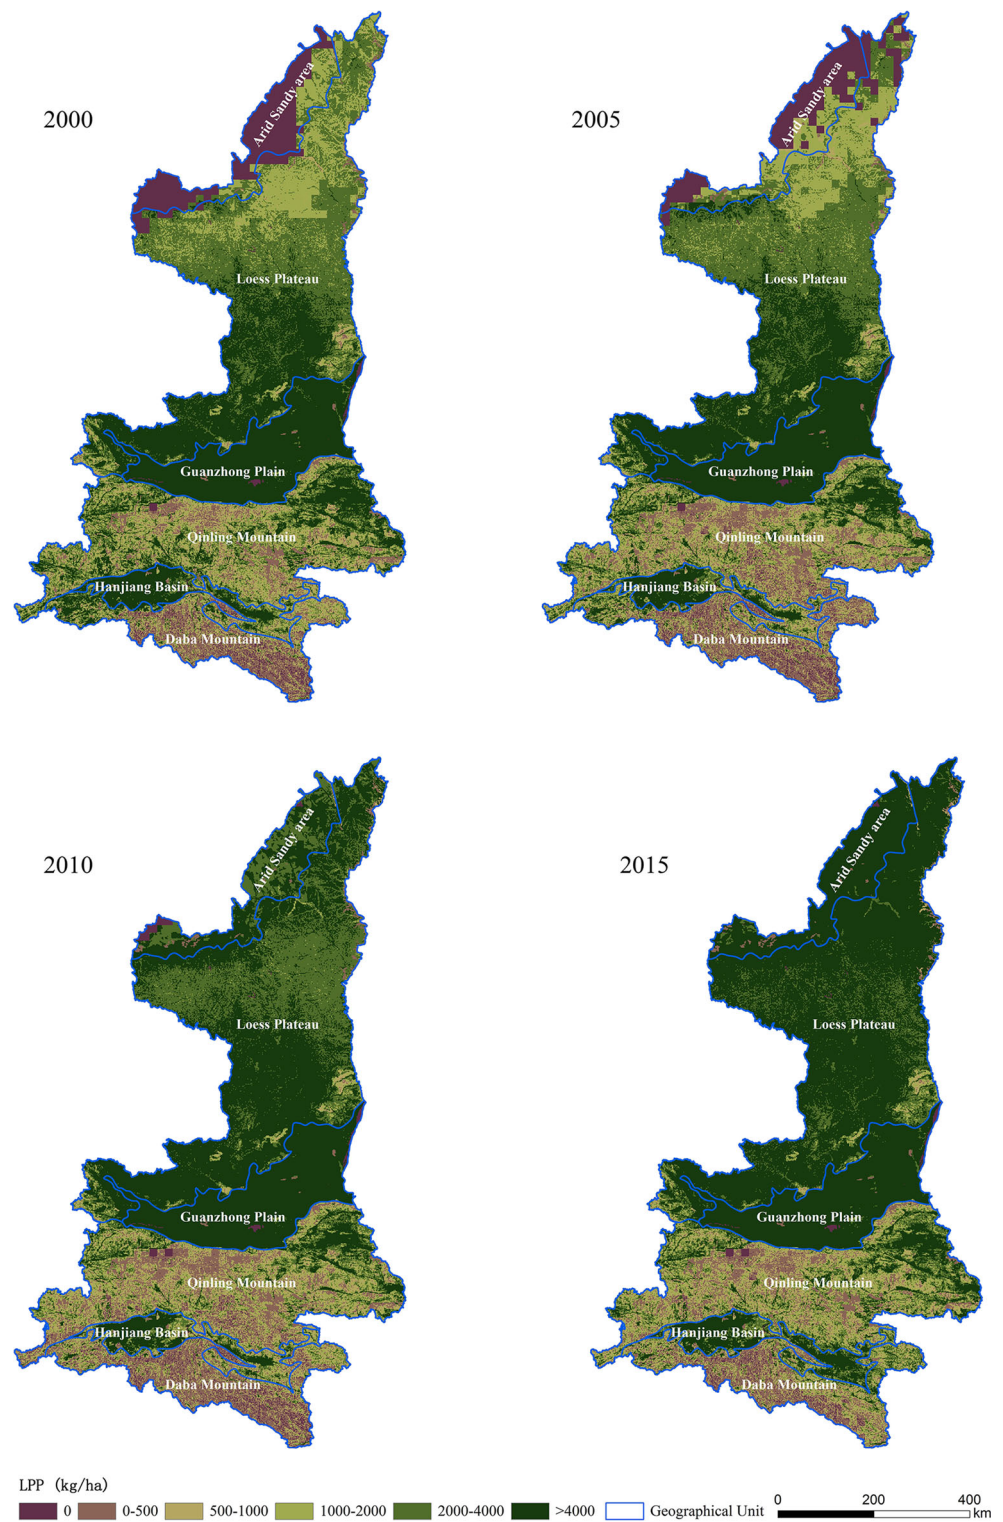 2000
Arid Sandy area
Loess Plateau
Guanzhong Plain
Qinling Mountain
Hanjiang Basin
Daba Mountain
2005
Arid Sandy area
Loess Plateau
Guanzhong Plain
Qinling Mountain
Hanjiang Basin
Daba Mountain
2010
Arid Sandy area
Loess Plateau
Guanzhong Plain
Qinling Mountain
Hanjiang Basin
Daba Mountain
2015
Arid Sandy area
Loess Plateau
Guanzhong Plain
Qinling Mountain
Hanjiang Basin
Daba Mountain
LPP (kg/ha)
0 0-500 500-1000 1000-2000 2000-4000 >4000 Geographical Unit
0 200 400
km